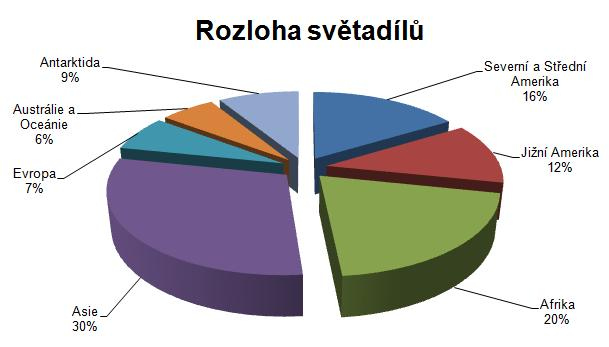 Rozloha světadílů
Severní a Střední
Amerika
16%
Jižní Amerika
12%
Afrika
20%
Asie
30%
Evropa
7%
Austrálie a
Oceánie
6%
Antarktida
9%